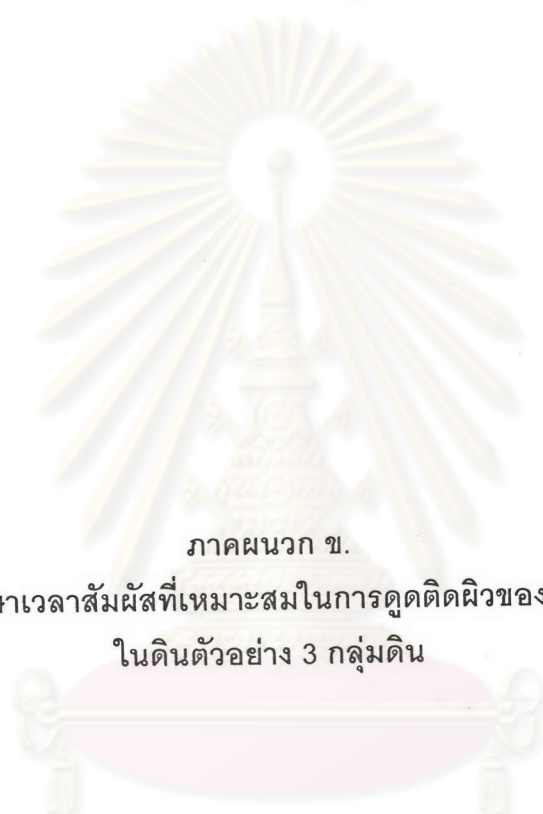 ภาคผนวก ข.
าเวลาสัมผัสที่เหมาะสมในการดูดติดผิวของ
ในดินตัวอย่าง 3 กลุ่มดิน